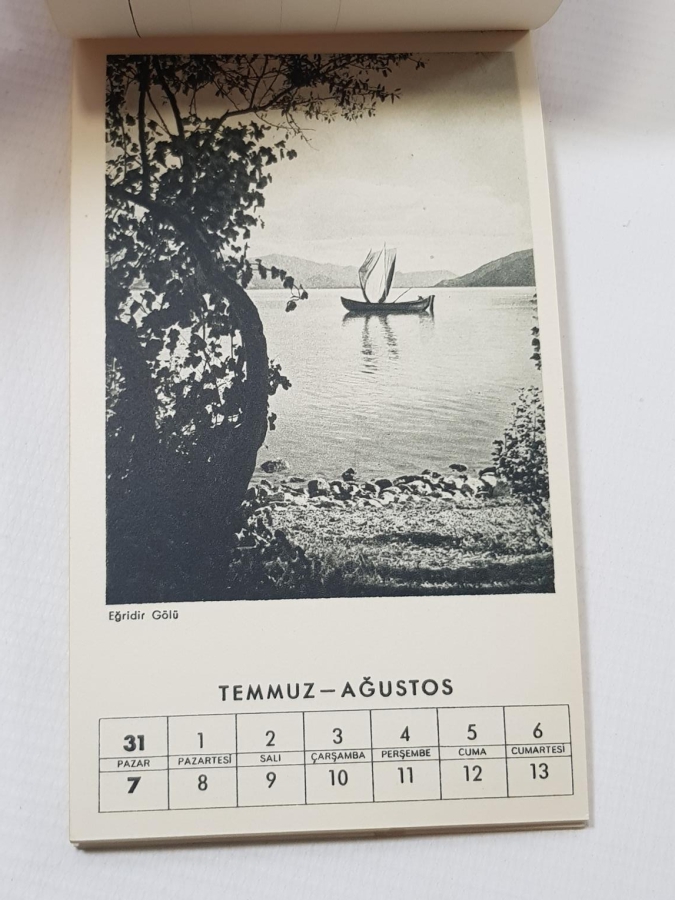 Eğridir Gölü
TEMMUZ—AĞUSTOS
31 1 2 3 4 5 6
PAZAR PAZARTESİ SALI ÇARŞAMBA PERŞEMBE CUMA CUMARTESİ
7 8 9 10 11 12 13